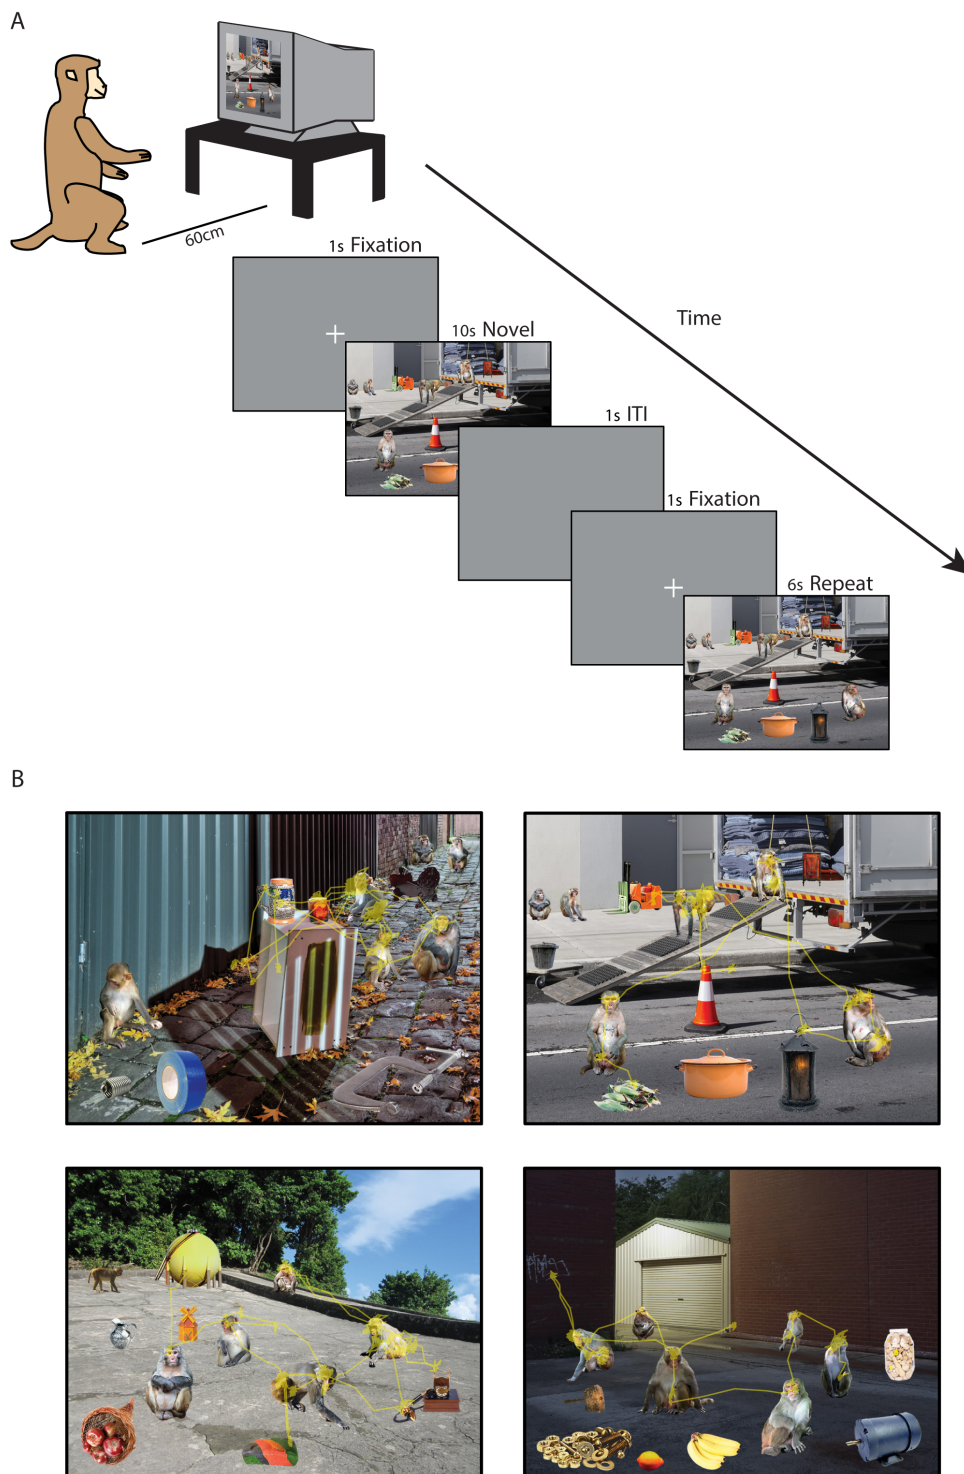 A
60cm
1s Fixation
10s Novel
1s ITI
1s Fixation
6s Repeat
Time
B